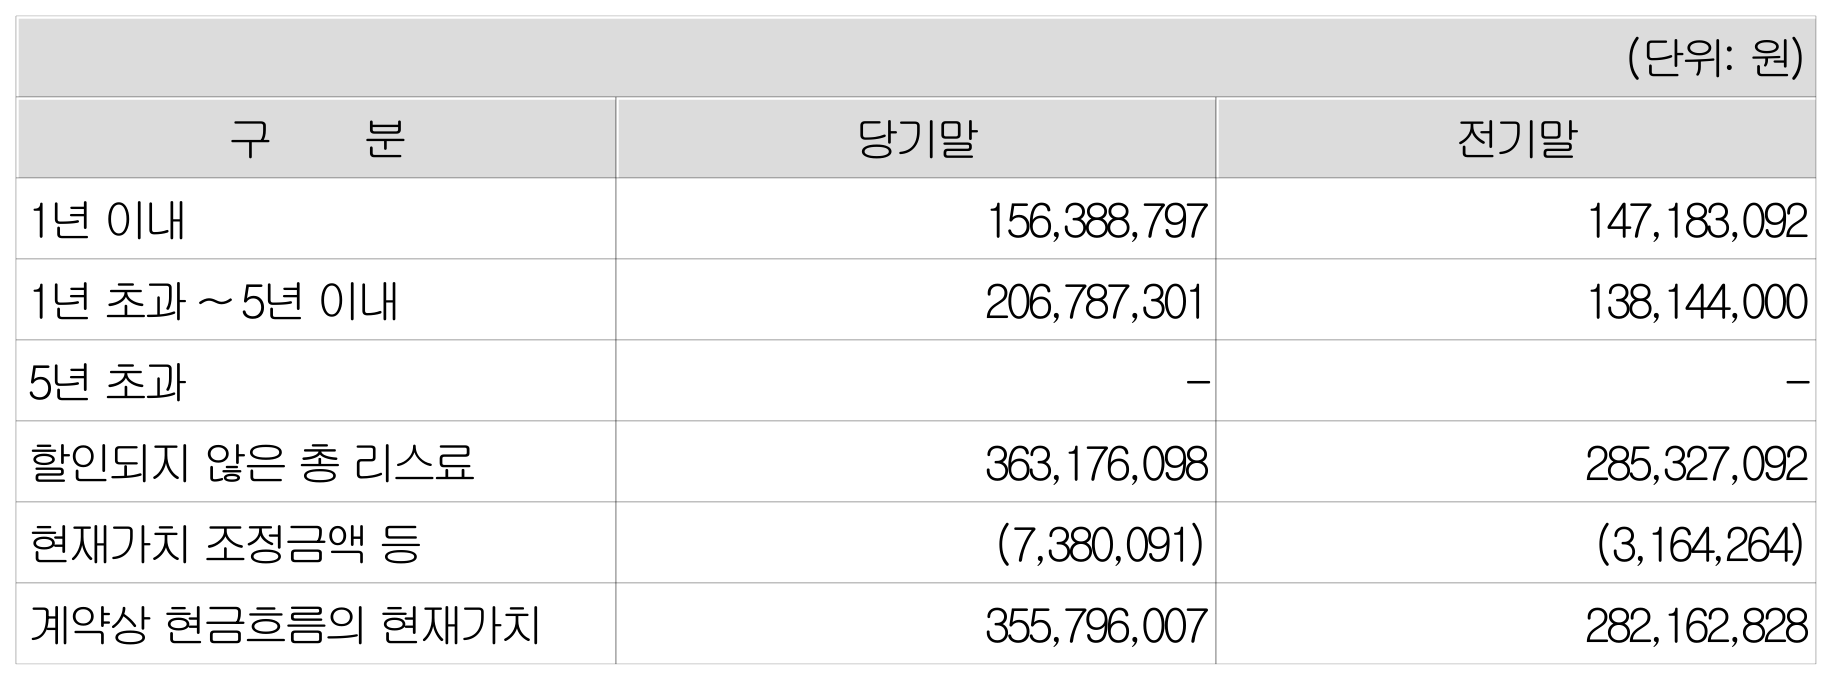 (단위: 원)
구 분 당기말 전기말
1년 이내 156,388,797 147,183,092
1년 초과 ~ 5년 이내 206,787,301 138,144,000
5년 초과 - -
할인되지 않은 총 리스료 363,176,098 285,327,092
현재가치 조정금액 등 (7,380,091) (3,164,264)
계약상 현금흐름의 현재가치 355,796,007 282,162,828